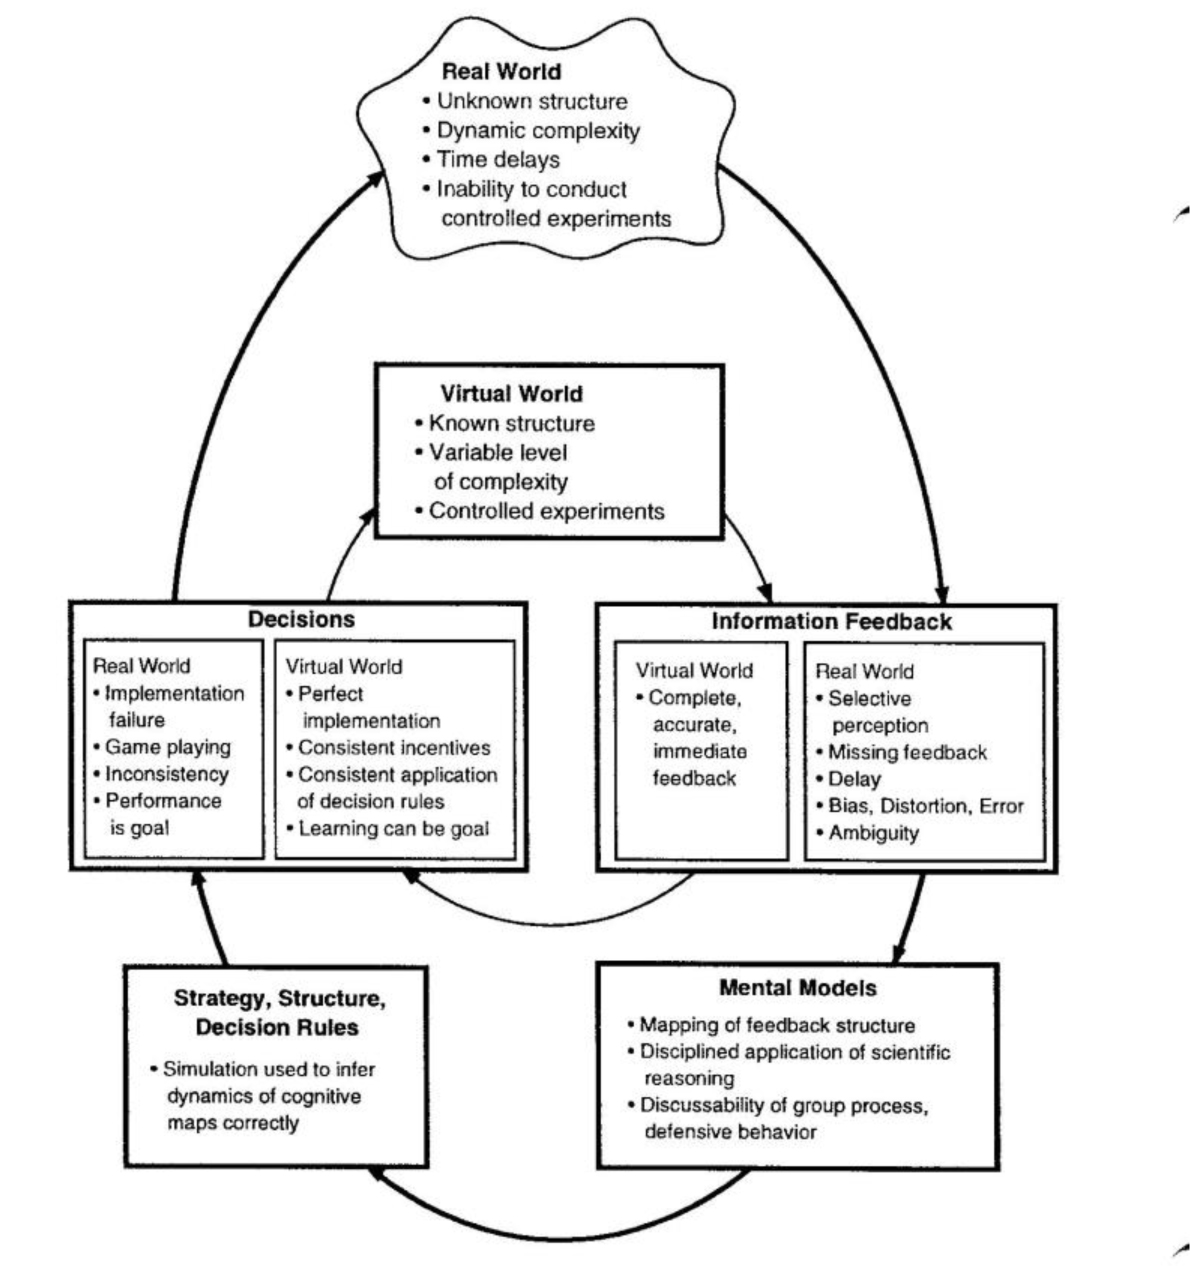 Real World
• Unknown structure
• Dynamic complexity
• Time delays
• Inability to conduct
controlled experiments
Virtual World
• Known structure
• Variable level
of complexity
• Controlled experiments
Decisions
Real World
• Implementation
failure
• Game playing
• Inconsistency
• Performance
is goal
Virtual World
• Perfect
implementation
• Consistent incentives
• Consistent application
of decision rules
• Learning can be goal
Information Feedback
Virtual World
• Complete,
accurate,
immediate
feedback
Real World
• Selective
perception
• Missing feedback
• Delay
• Bias, Distortion, Error
• Ambiguity
Strategy, Structure,
Decision Rules
• Simulation used to infer
dynamics of cognitive
maps correctly
Mental Models
• Mapping of feedback structure
• Disciplined application of scientific
reasoning
• Discussability of group process,
defensive behavior